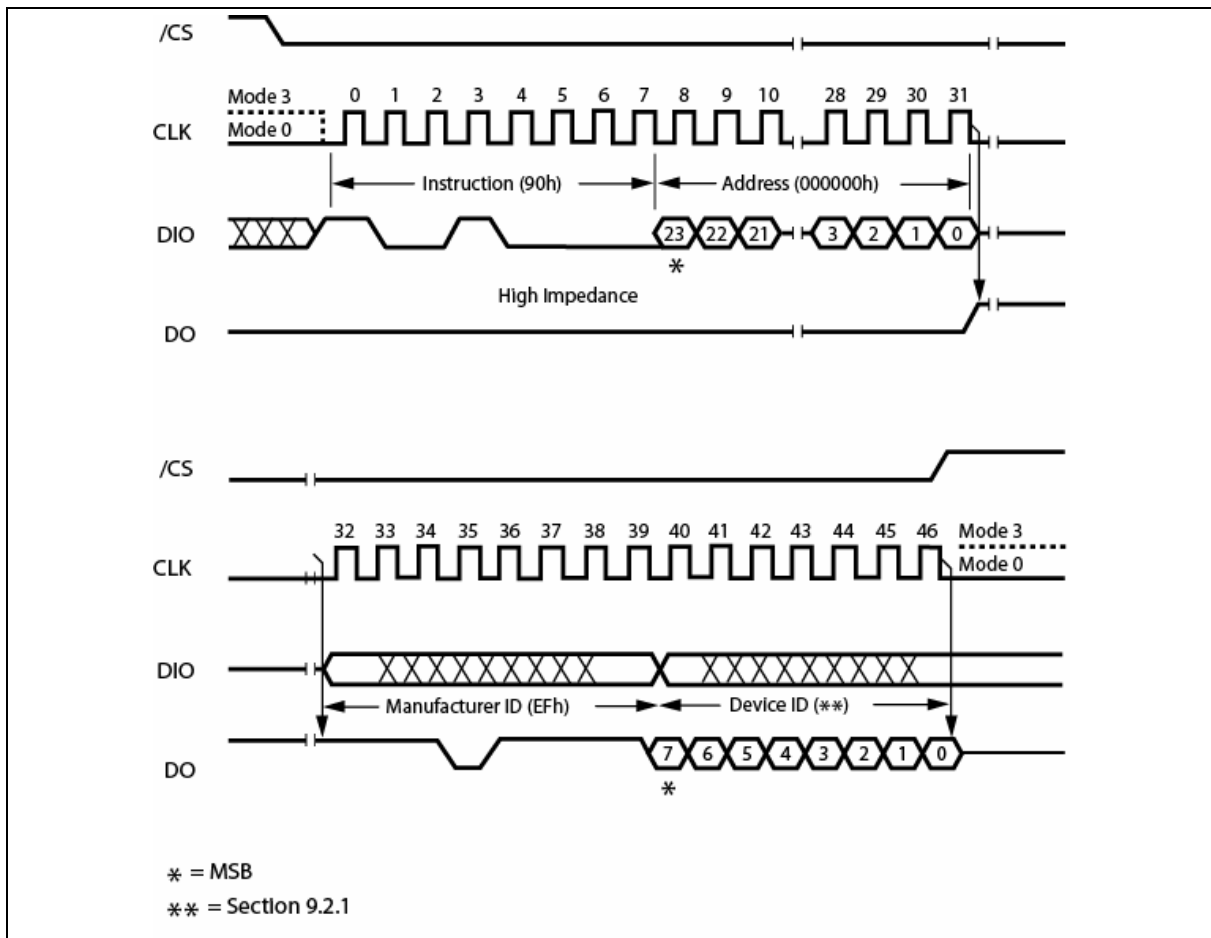 /CS
Mode 3
0 1 2 3 4 5 6 7 8 9 10 28 29 30 31
CLK
Mode 0
Instruction (90h)
Address (000000h)
DIO
23 22 21 3 2 1 0
*
High Impedance
DO
/CS
32 33 34 35 36 37 38 39 40 41 42 43 44 45 46
Mode 3
CLK
Mode 0
DIO
Manufacturer ID (EFh)
Device ID (**)
DO
7 6 5 4 3 2 1 0
*
* = MSB
** = Section 9.2.1